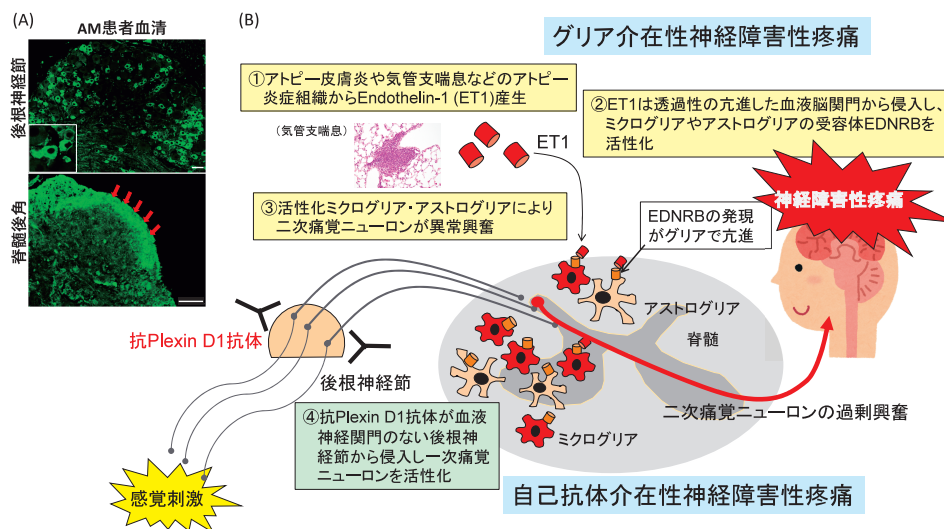 (A)
AM患者血清
後根神経節
脊髄後角
(B)
グリア介在性神経障害性疼痛
①アトピー皮膚炎や気管支喘息などのアトピー
炎症組織からEndothelin-1 (ET1)産生
(気管支喘息)
ET1
②ET1は透過性の亢進した血液脳関門から侵入し、
ミクログリアやアストログリアの受容体EDNRBを
活性化
③活性化ミクログリア・アストログリアにより
二次痛覚ニューロンが異常興奮
神経障害性疼痛
EDNRBの発現
がグリアで亢進
アストログリア
脊髄
抗Plexin D1抗体
後根神経節
二次痛覚ニューロンの過剰興奮
④抗Plexin D1抗体が血液
神経関門のない後根神
経節から侵入し一次痛覚
ニューロンを活性化
ミクログリア
感覚刺激
自己抗体介在性神経障害性疼痛